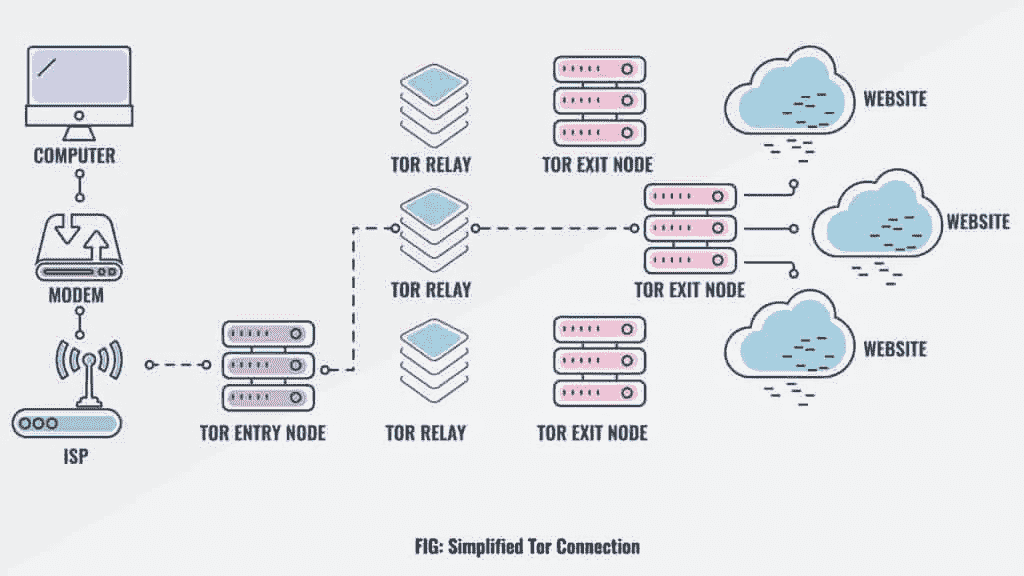 COMPUTER
MODEM
ISP
TOR ENTRY NODE
TOR RELAY
TOR RELAY
TOR RELAY
TOR EXIT NODE
TOR EXIT NODE
TOR EXIT NODE
WEBSITE
WEBSITE
WEBSITE
FIG: Simplified Tor Connection